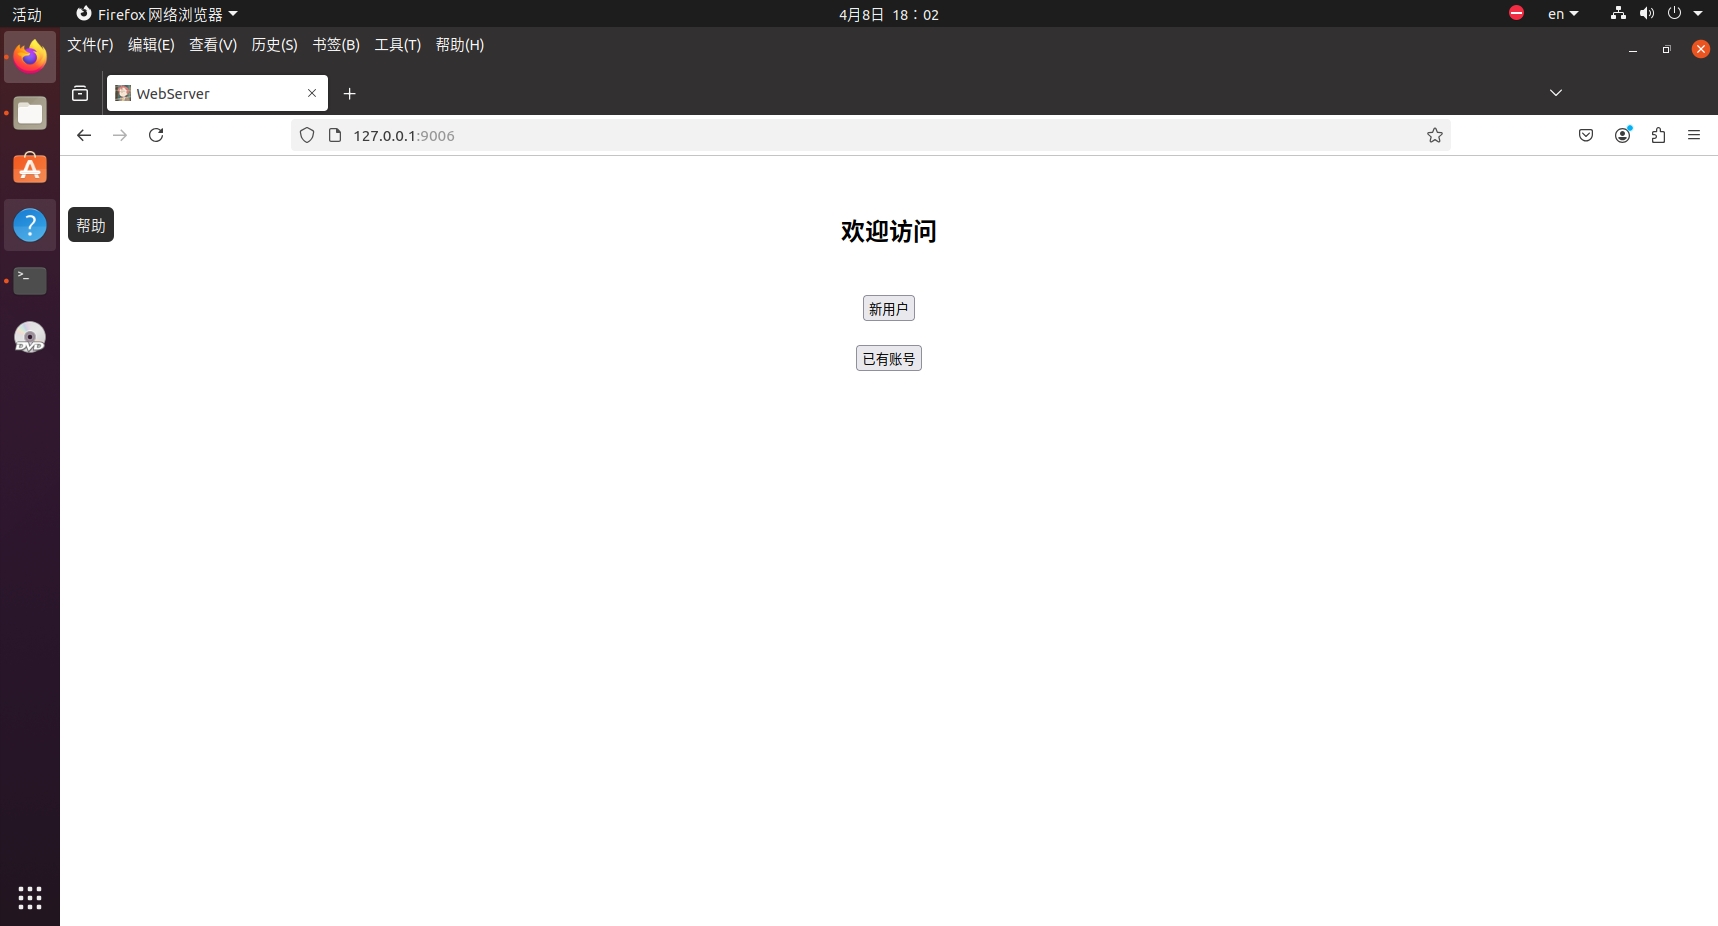 活动
Firefox 网络浏览器
4月8日 18：02
en
文件(F) 编辑(E) 查看(V) 历史(S) 书签(B) 工具(T) 帮助(H)
WebServer
127.0.0.1:9006
帮助
欢迎访问
新用户
已有账号
>_
DVD